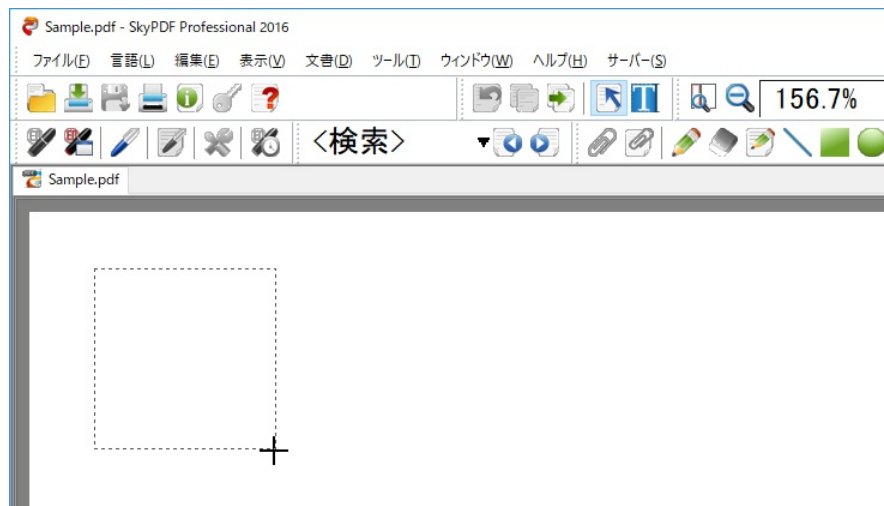 Sample.pdf - SkyPDF Professional 2016
ファイル(F) 言語(L) 編集(E) 表示(V) 文書(D) ツール(T) ウィンドウ(W) ヘルプ(H) サーバー(S)
156.7%
<検索>
Sample.pdf